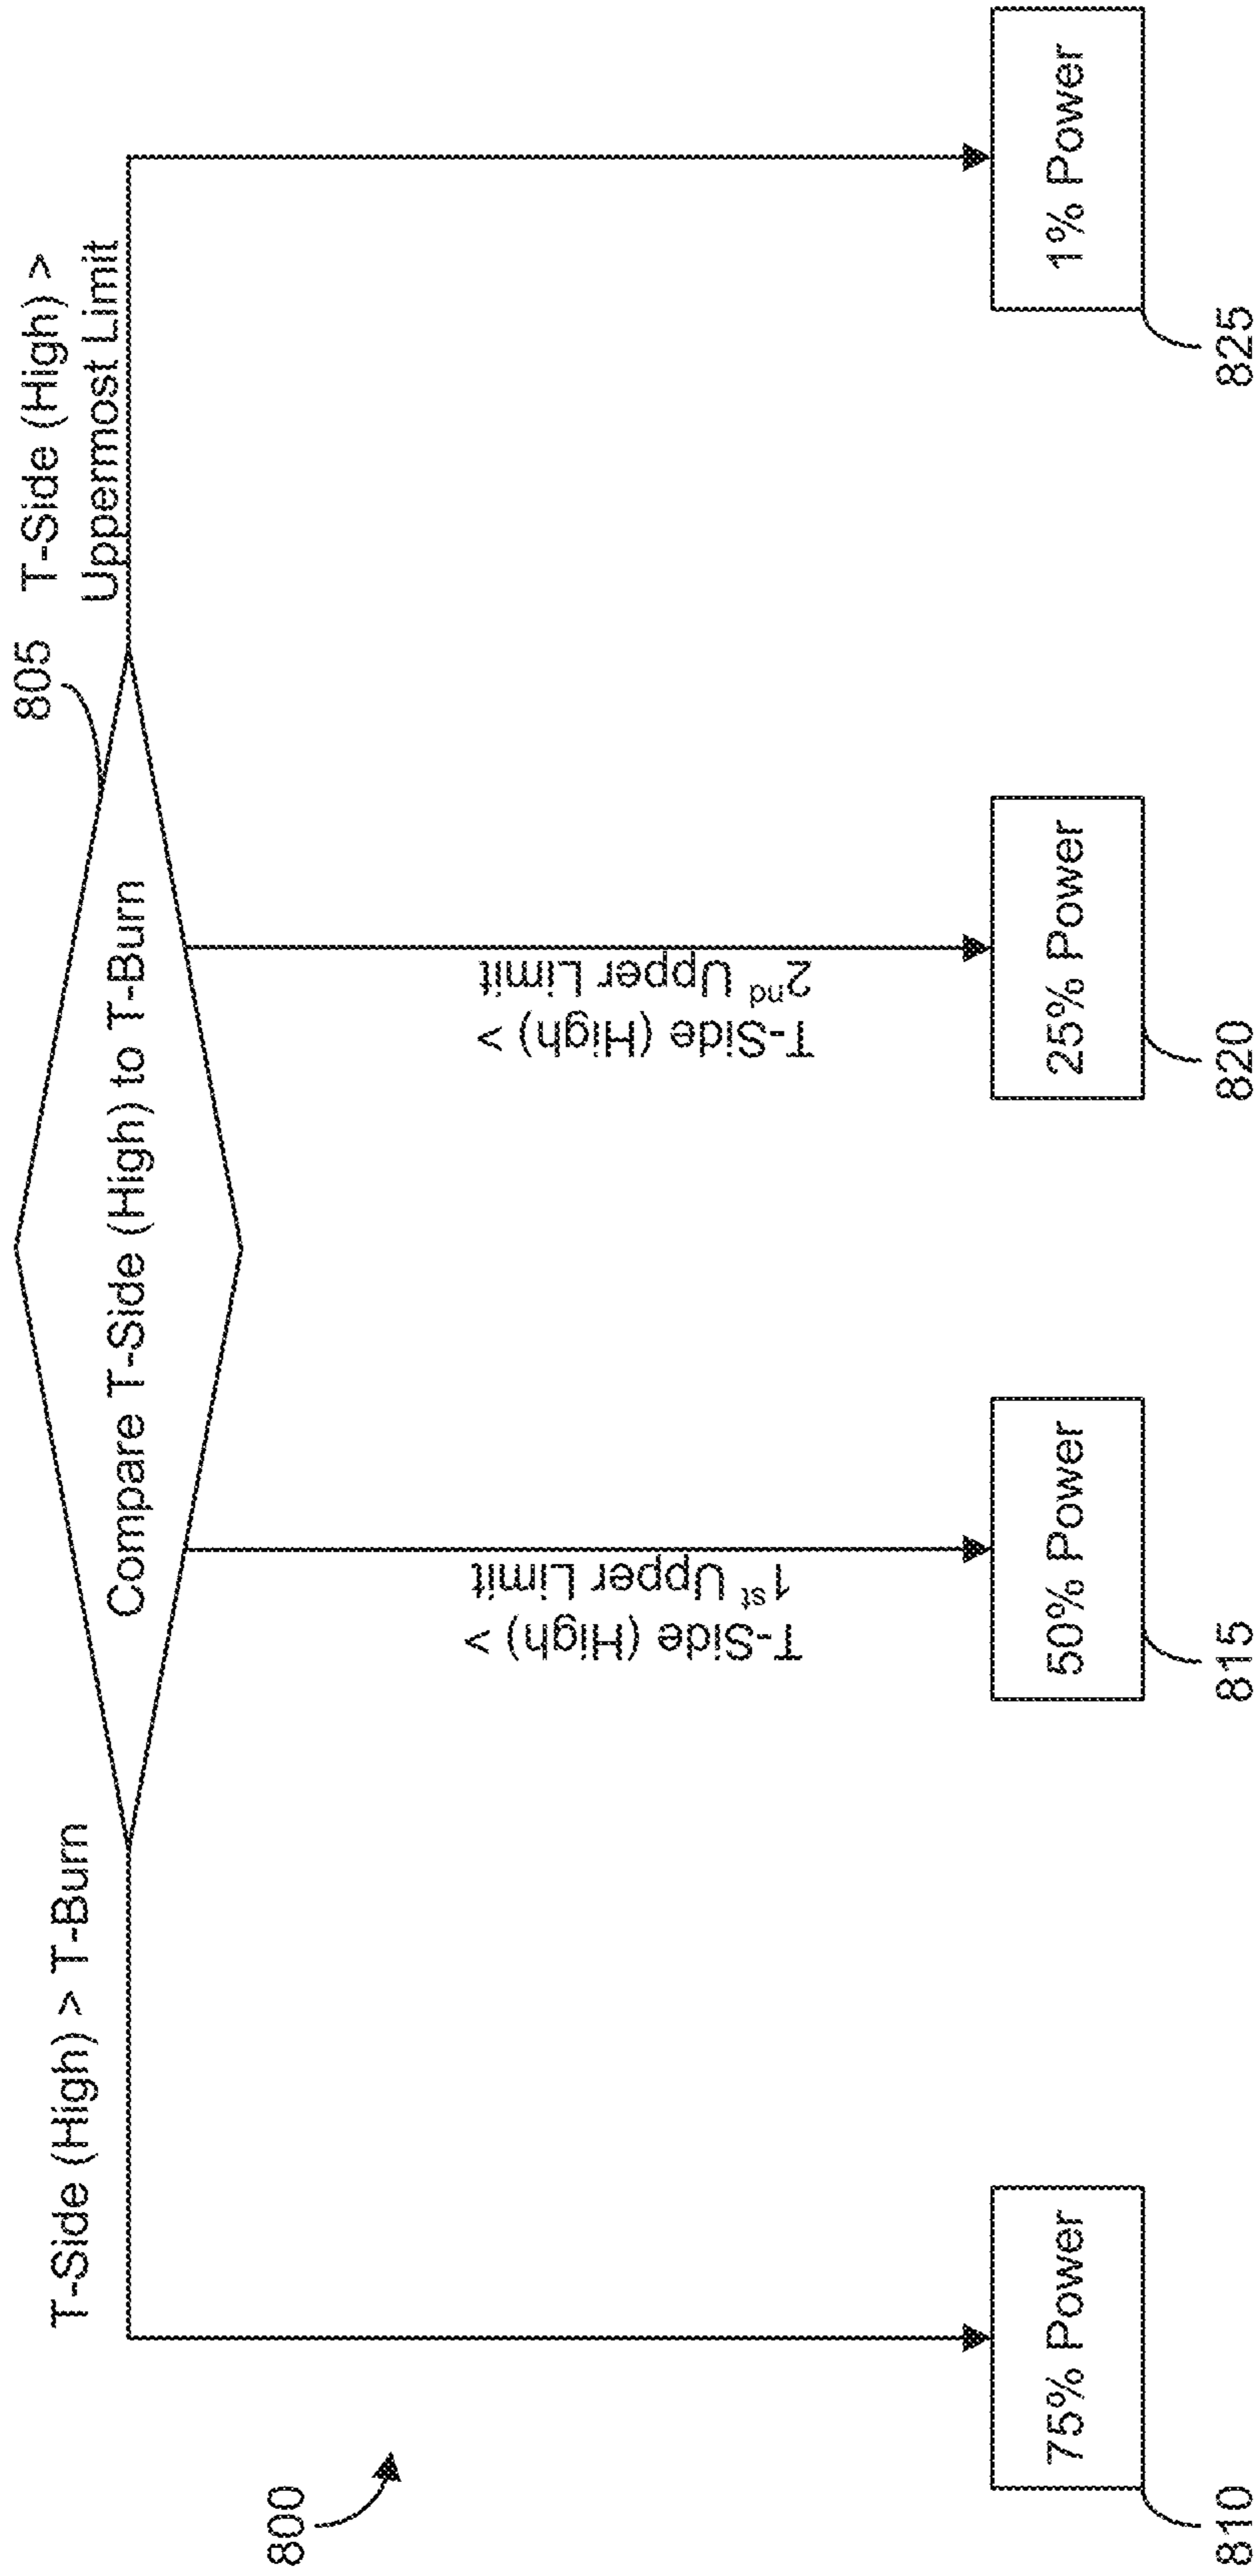 800
T-Side (High) > T-Burn
805
T-Side (High) >
Uppermost Limit
Compare T-Side (High) to T-Burn
T-Side (High) >
1st Upper Limit
T-Side (High) >
2nd Upper Limit
75% Power
50% Power
25% Power
1% Power
810
815
820
825